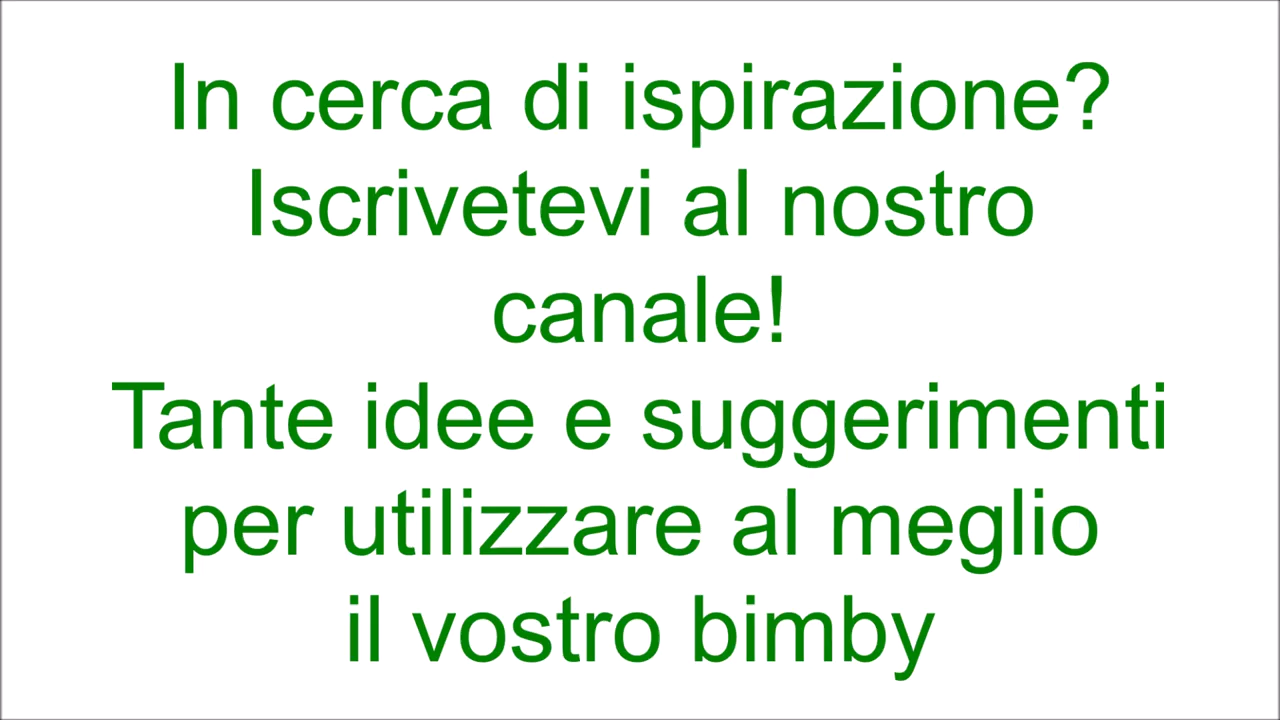 In cerca di ispirazione?
Iscrivetevi al nostro
canale!
Tante idee e suggerimenti
per utilizzare al meglio
il vostro bimby